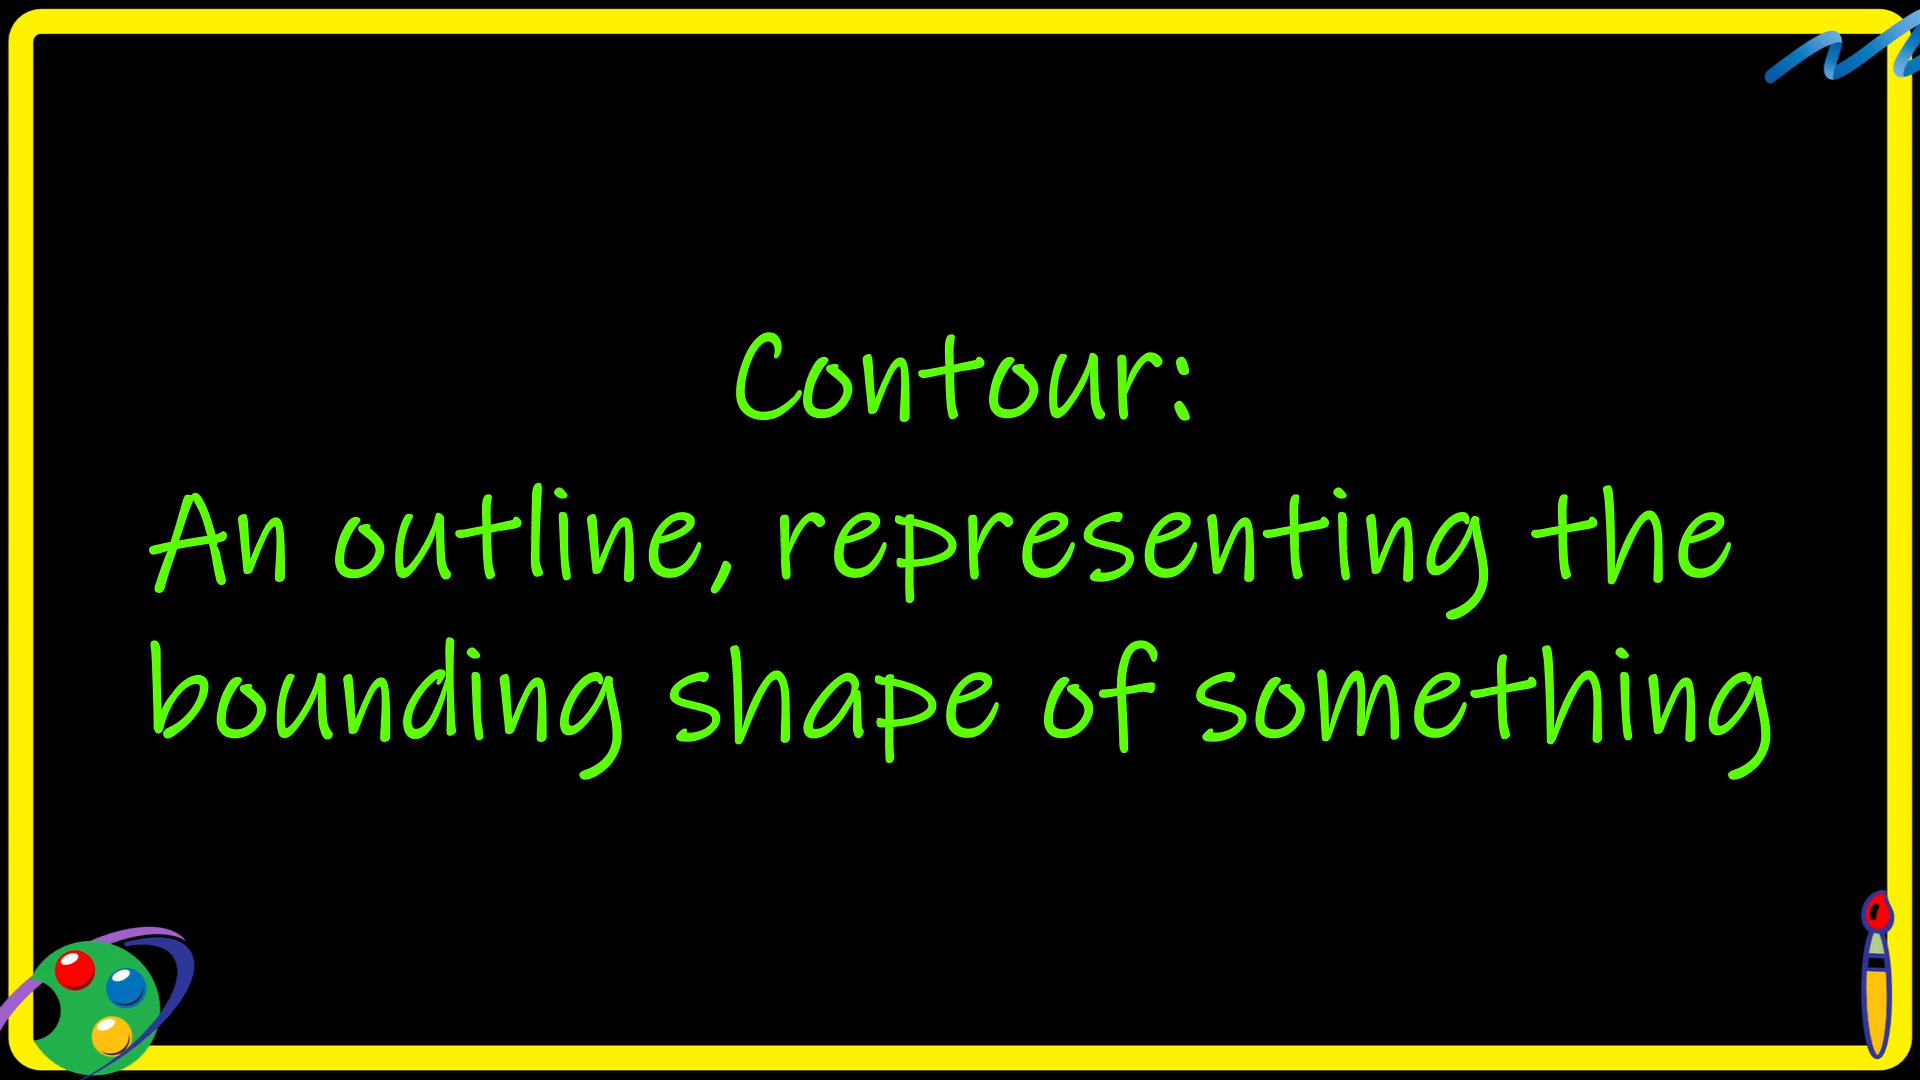 Contour:
An outline, representing the
bounding shape of something